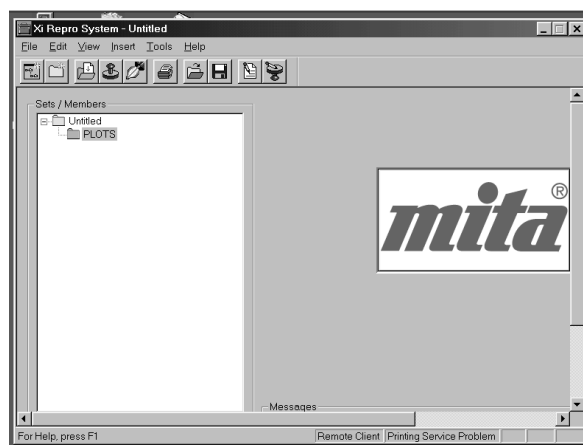 Xi Repro System - Untitled
File Edit View Insert Tools Help
Sets / Members
Untitled
PLOTS
mita®
Messages
For Help, press F1 Remote Client Printing Service Problem